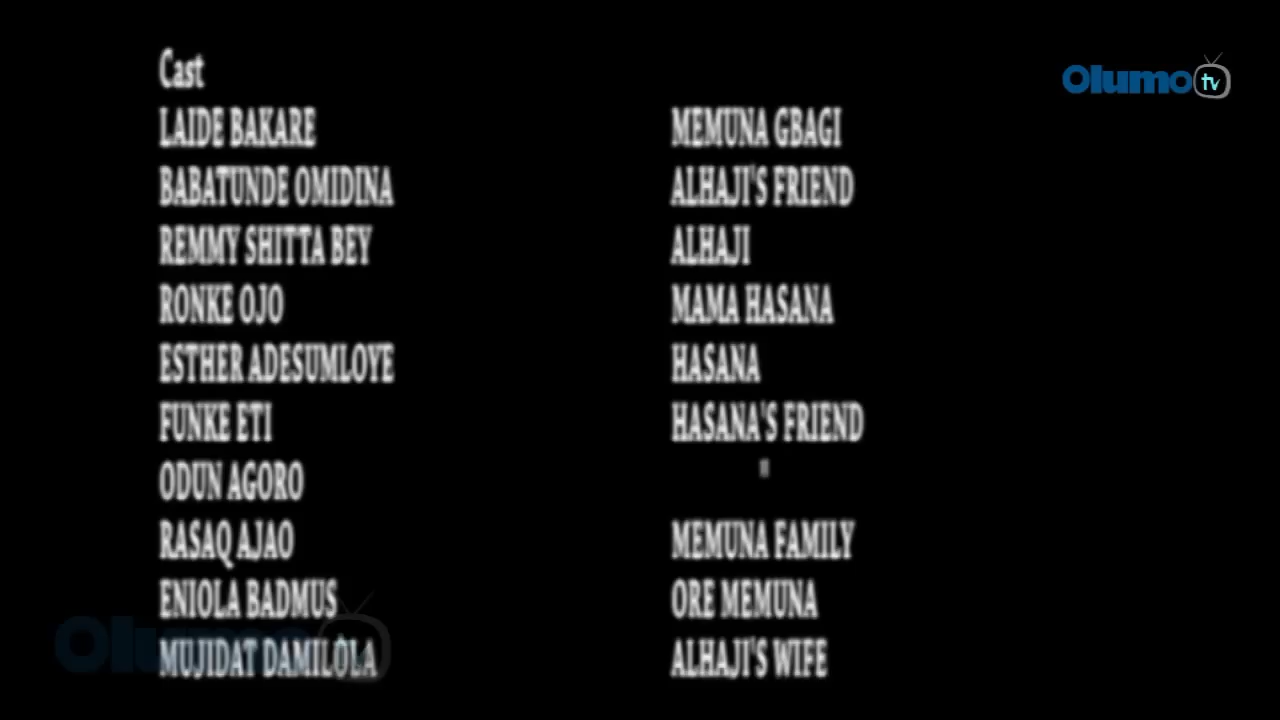 Cast
Olumo tv
LAIDE BAKARE MEMUNA GBAGI
BABATUNDE OMIDINA ALHAJI'S FRIEND
REMMY SHITTA BEY ALHAJI
RONKE OJO MAMA HASANA
ESTHER ADESUMLOYE HASANA
FUNKE ETI HASANA'S FRIEND
ODUN AGORO "
RASAQ AJAO MEMUNA FAMILY
ENIOLA BADMUS ORE MEMUNA
MUJIDAT DAMILOLA ALHAJI'S WIFE